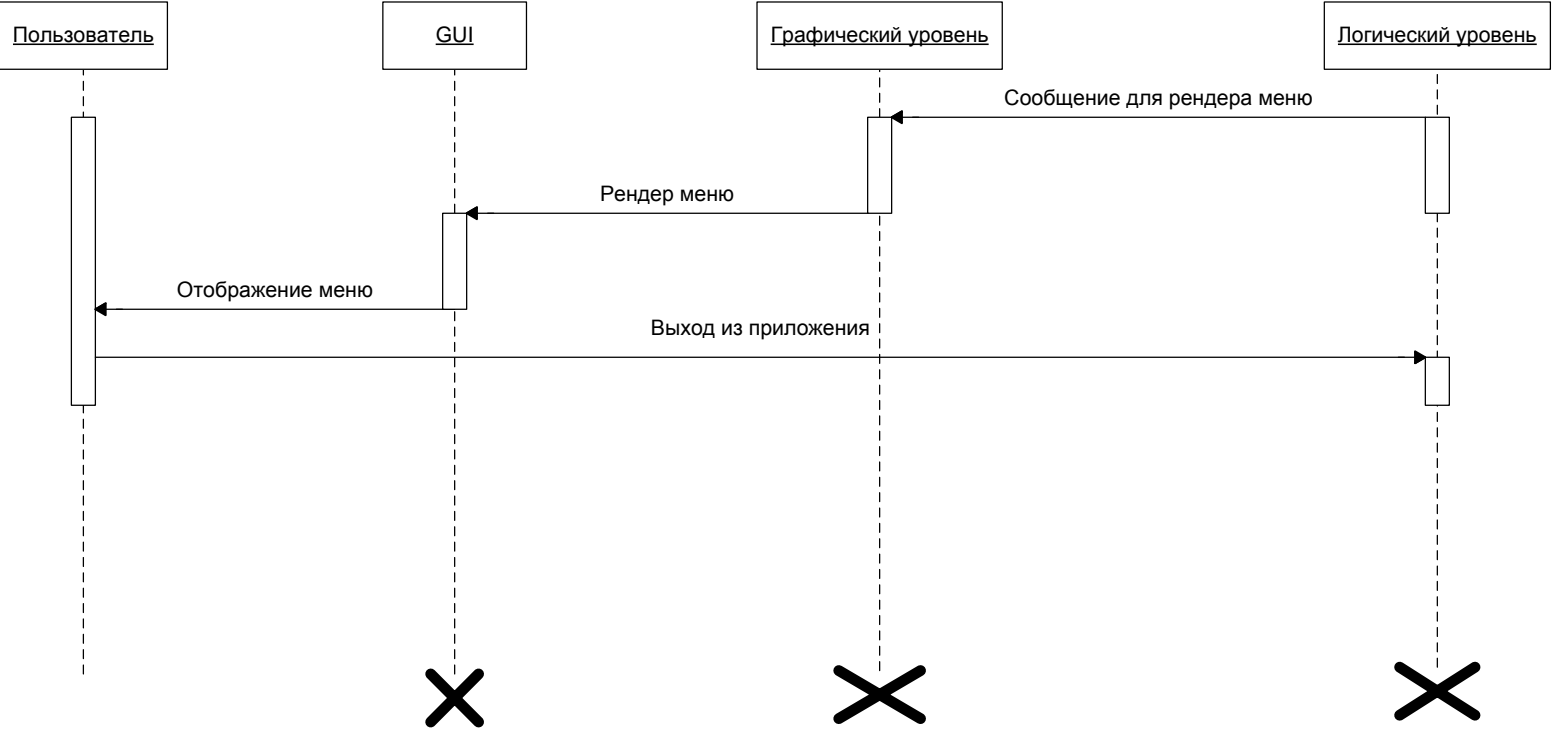 Пользователь
GUI
Графический уровень
Логический уровень
Сообщение для рендера меню
Рендер меню
Отображение меню
Выход из приложения